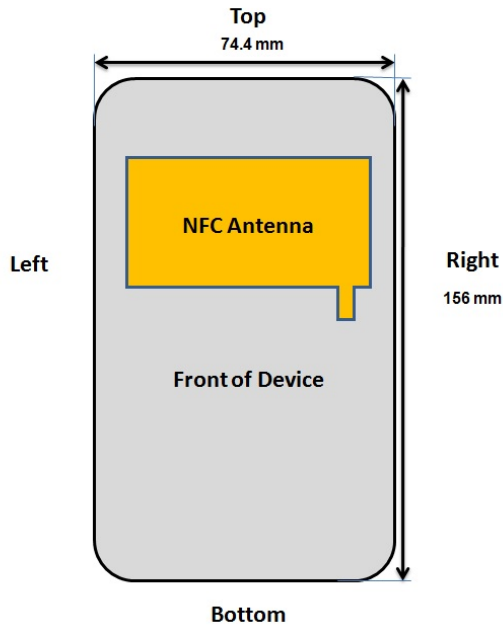 Top
74.4 mm
NFC Antenna
Left
Right
156 mm
Front of Device
Bottom